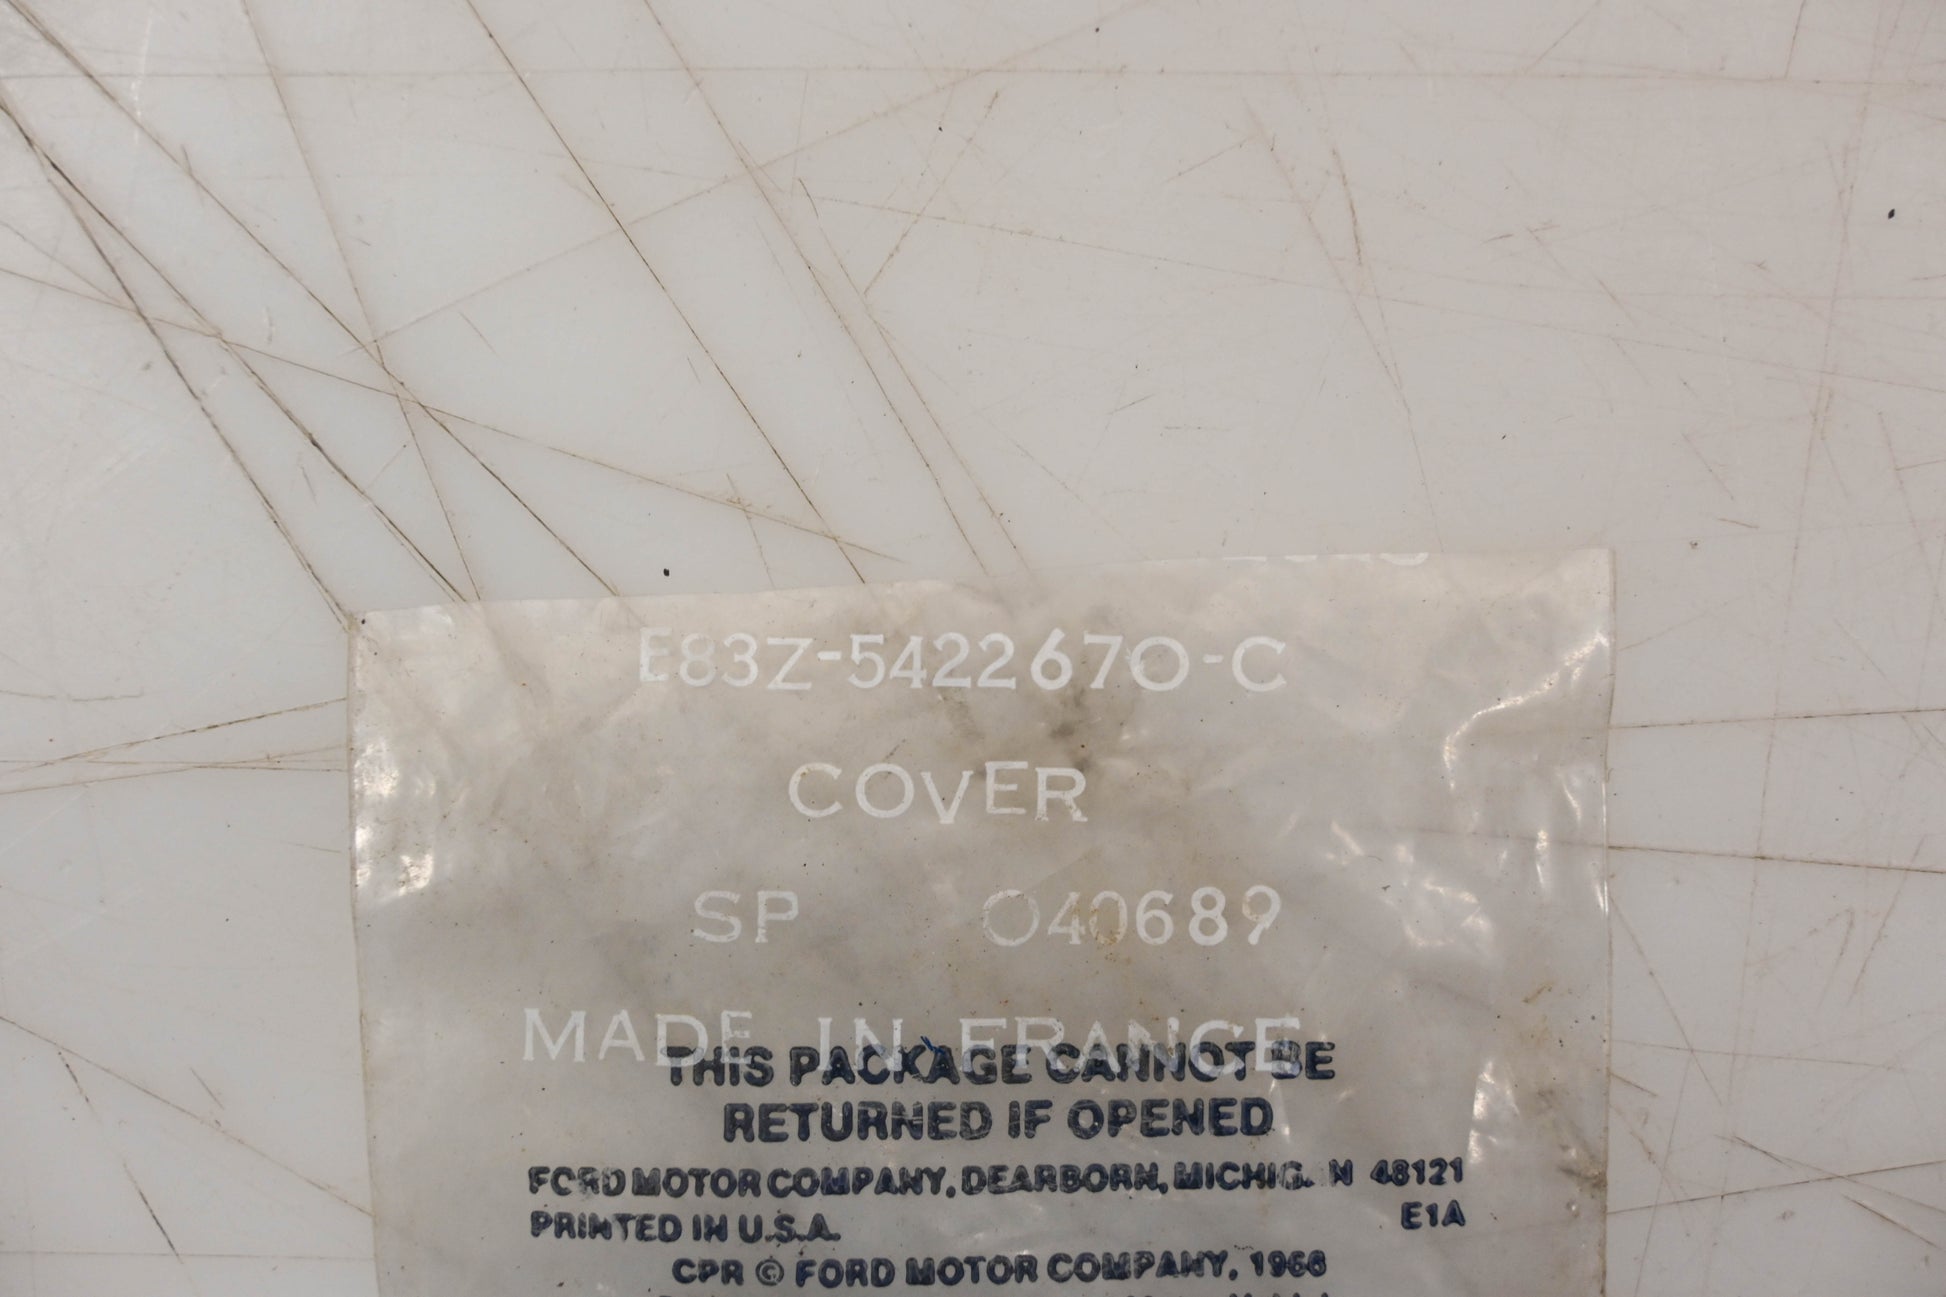 E83Z-5422670-C
COVER
SP 040689
MADE IN FRANCE
THIS PACKAGE CANNOT BE
RETURNED IF OPENED
FORD MOTOR COMPANY, DEARBORN, MICHIG. N 48121
PRINTED IN U.S.A. E1A
CPR © FORD MOTOR COMPANY, 1966